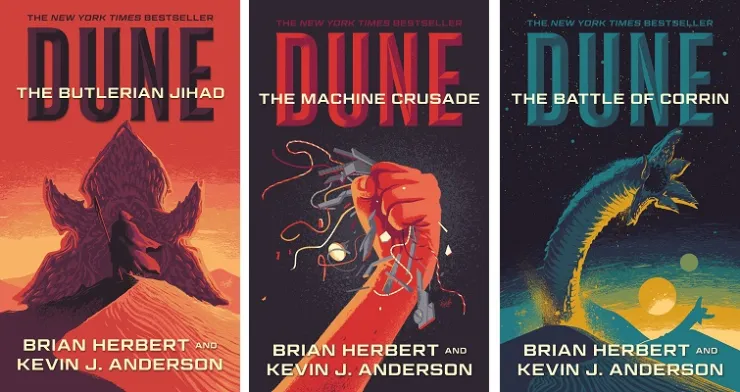 THE NEW YORK TIMES BESTSELLER
DUNE
THE BUTLERIAN JIHAD
BRIAN HERBERT AND
KEVIN J. ANDERSON
THE NEW YORK TIMES BESTSELLER
DUNE
THE MACHINE CRUSADE
BRIAN HERBERT AND
KEVIN J. ANDERSON
THE NEW YORK TIMES BESTSELLER
DUNE
THE BATTLE OF CORRIN
BRIAN HERBERT AND
KEVIN J. ANDERSON